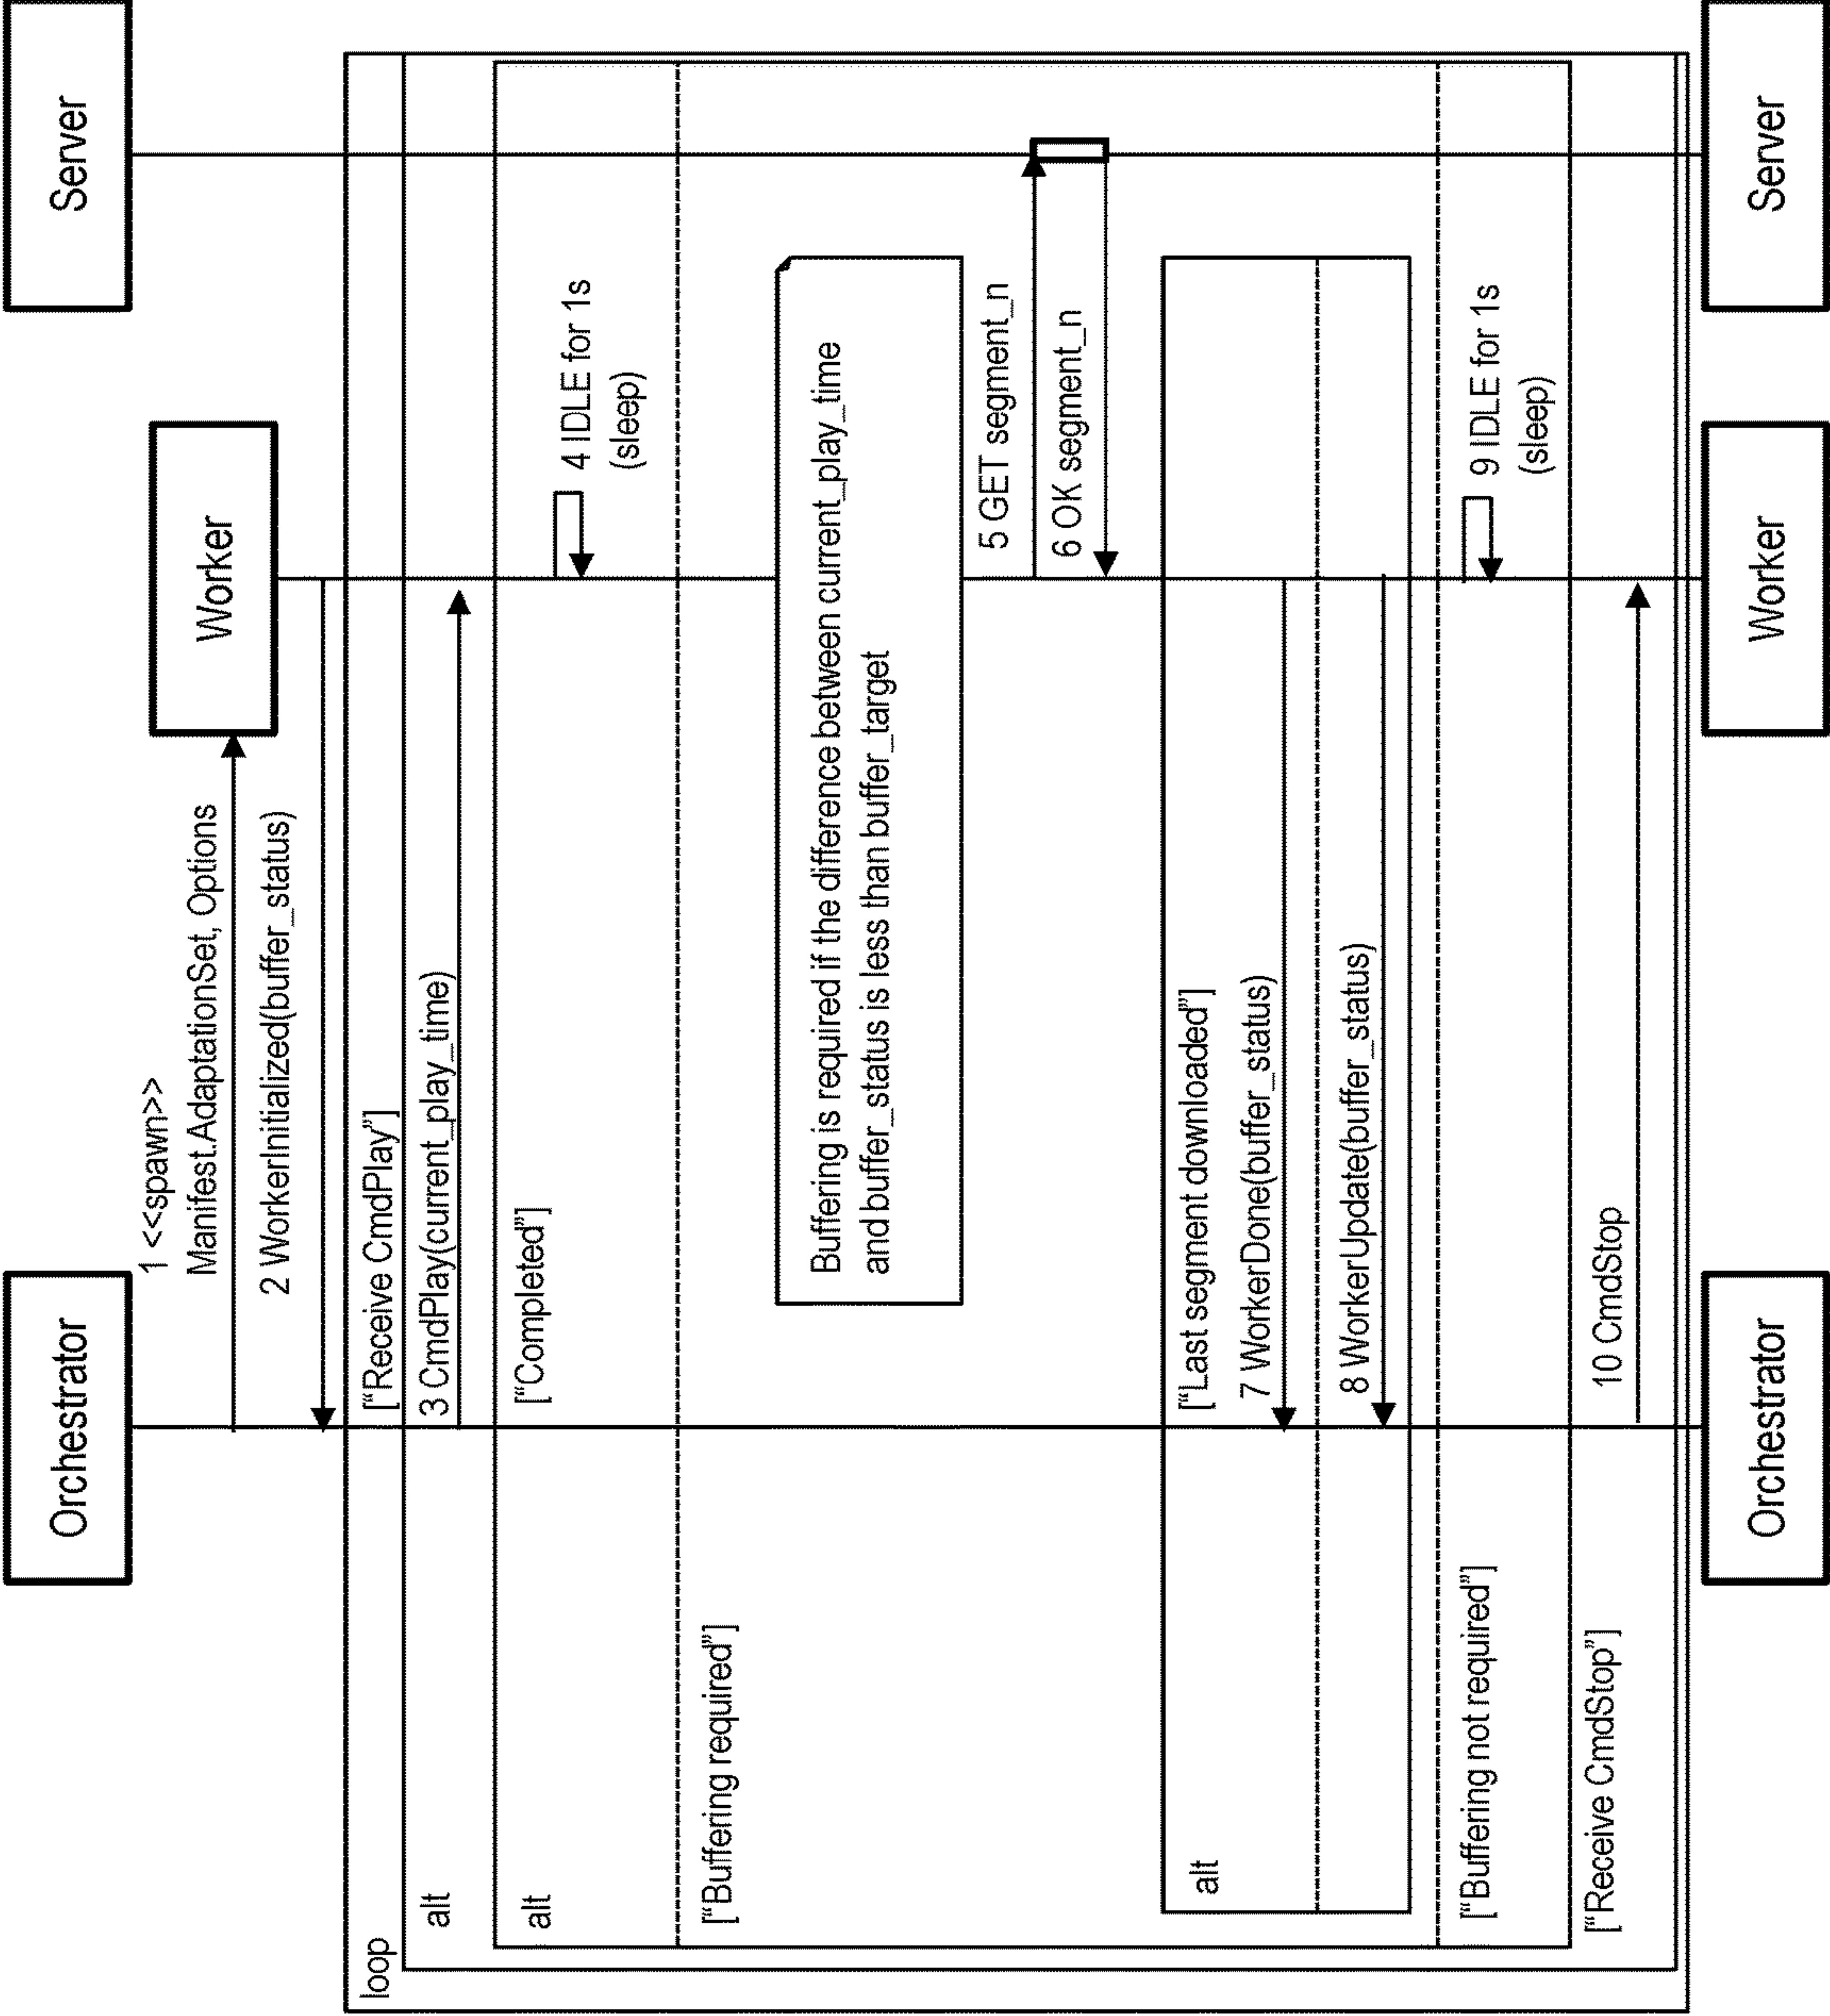 Orchestrator
Worker
Server
1 <<spawn>>
Manifest.AdaptationSet, Options
2 WorkerInitialized(buffer_status)
loop
["Receive CmdPlay"]
alt
3 CmdPlay(current_play_time)
alt
["Completed"]
4 IDLE for 1s
(sleep)
["Buffering required"]
Buffering is required if the difference between current_play_time
and buffer_status is less than buffer_target
5 GET segment_n
6 OK segment_n
alt
["Last segment downloaded"]
7 WorkerDone(buffer_status)
8 WorkerUpdate(buffer_status)
["Buffering not required"]
9 IDLE for 1s
(sleep)
["Receive CmdStop"]
10 CmdStop
Orchestrator
Worker
Server